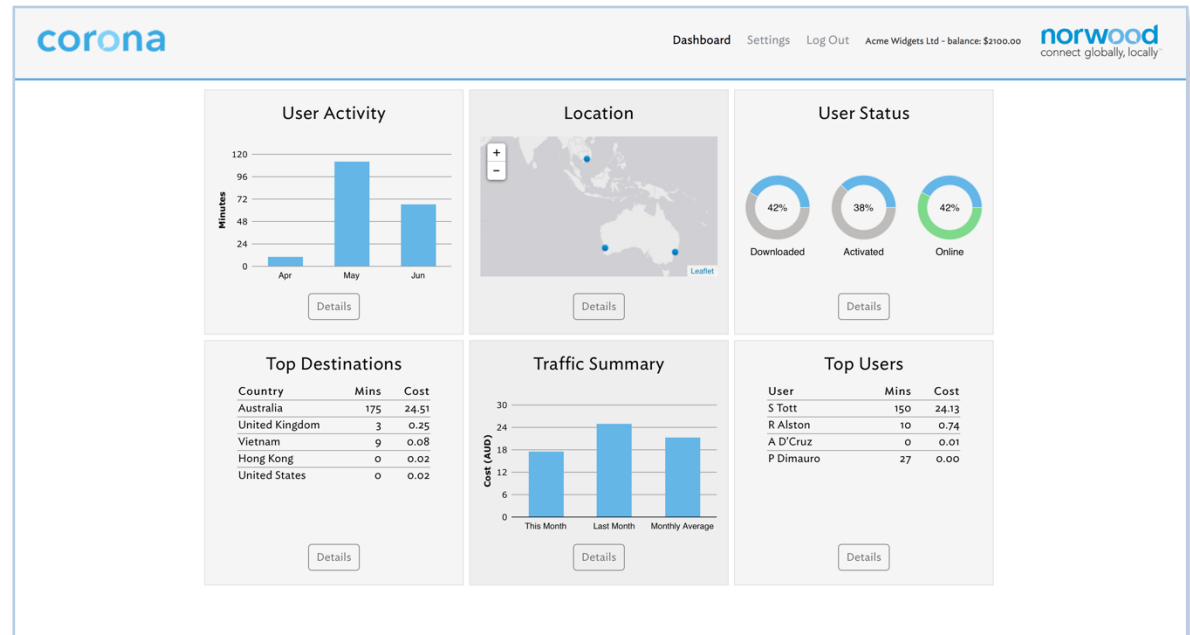 corona
Dashboard Settings Log Out Acme Widgets Ltd - balance: $2100.00
norwood
connect globally, locally™
User Activity
Minutes
120
96
72
48
24
0
Apr May Jun
Details
Location
+
−
Leaflet
Details
User Status
42% 38% 42%
Downloaded Activated Online
Details
Top Destinations
Country Mins Cost
Australia 175 24.51
United Kingdom 3 0.25
Vietnam 9 0.08
Hong Kong 0 0.02
United States 0 0.02
Details
Traffic Summary
Cost (AUD)
30
24
18
12
6
0
This Month Last Month Monthly Average
Details
Top Users
User Mins Cost
S Tott 150 24.13
R Alston 10 0.74
A D'Cruz 0 0.01
P Dimauro 27 0.00
Details